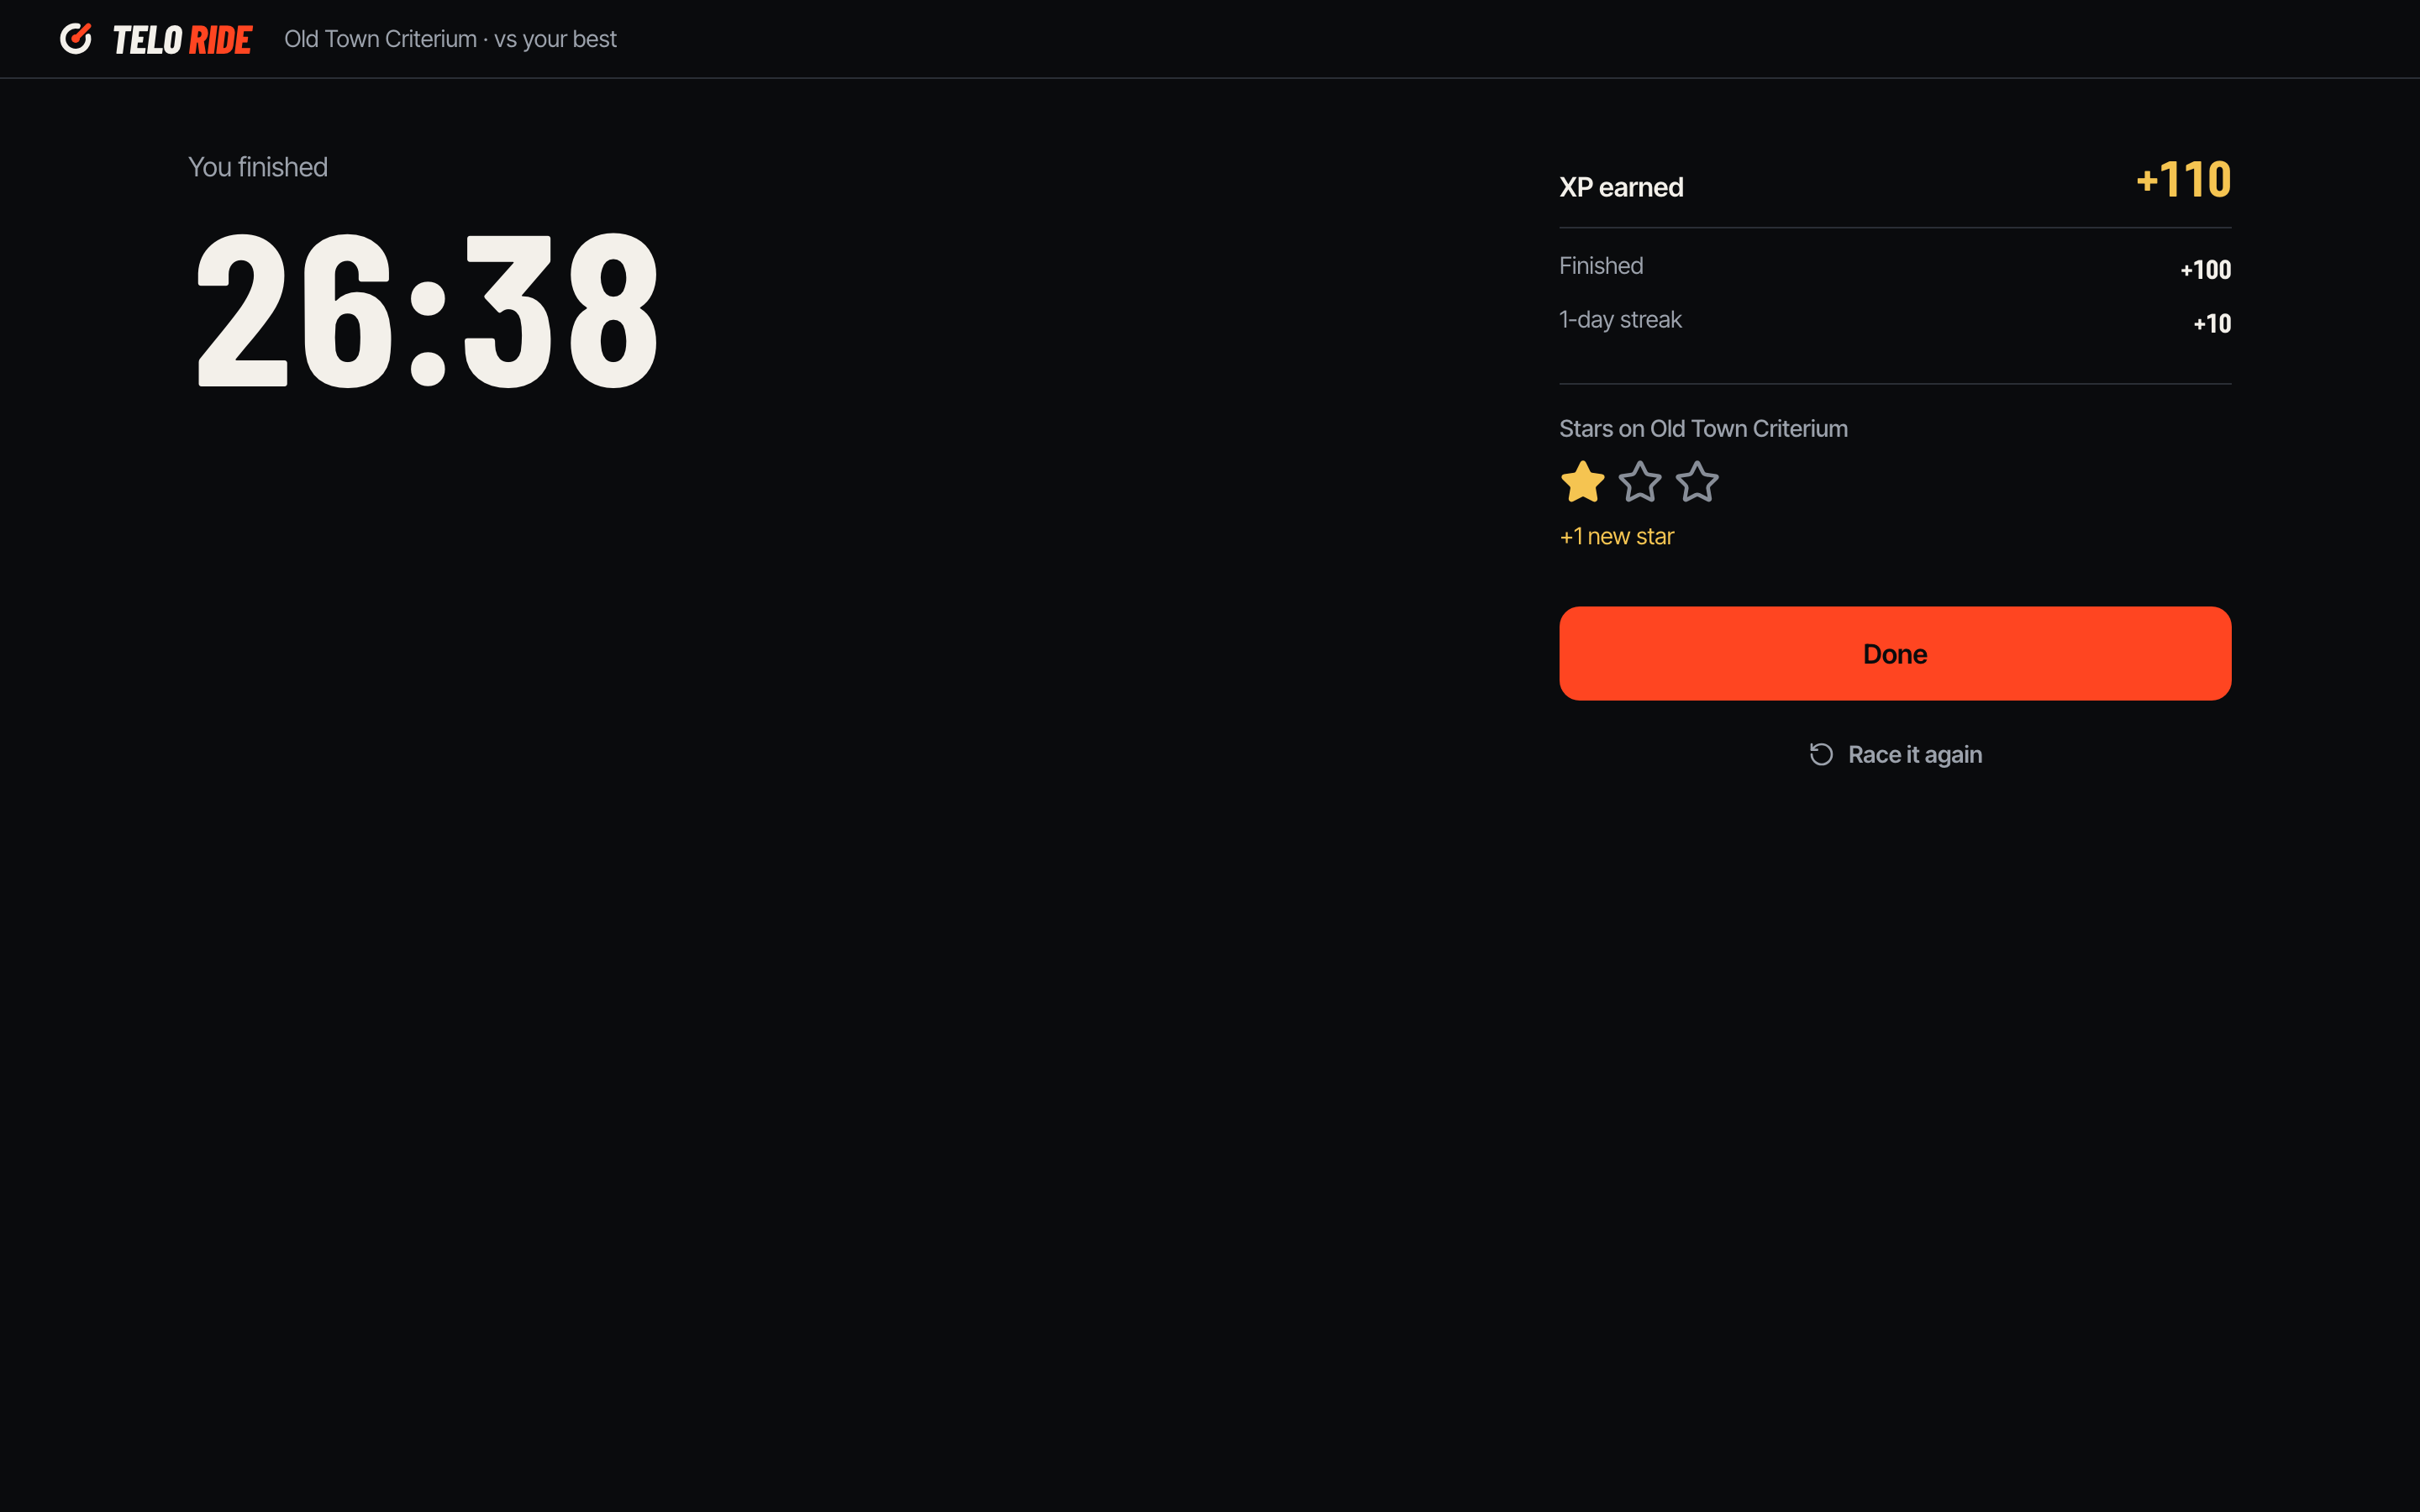 TELO RIDE
Old Town Criterium · vs your best
You finished
26:38
XP earned
+110
Finished
+100
1-day streak
+10
Stars on Old Town Criterium
+1 new star
Done
Race it again